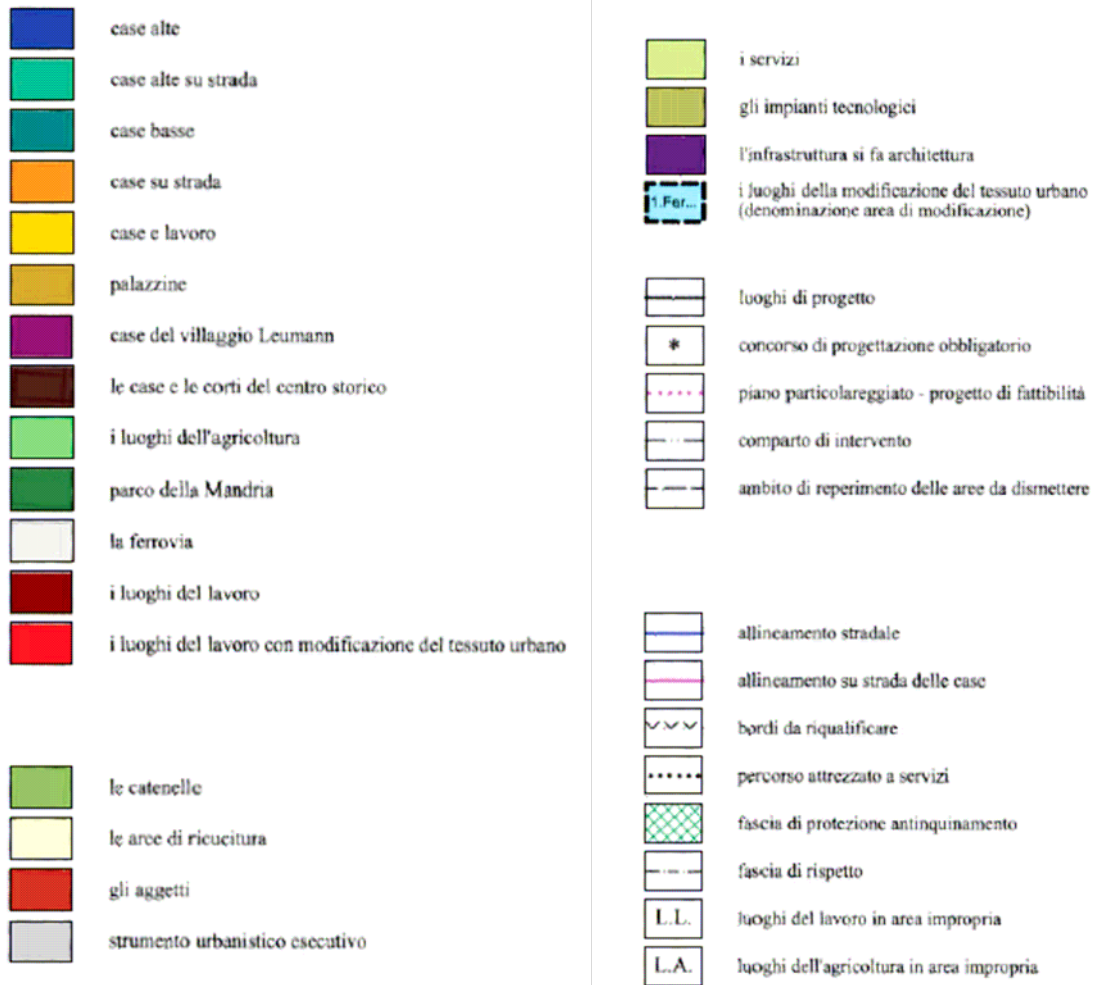 case alte
case alte su strada
case basse
case su strada
case e lavoro
palazzine
case del villaggio Leumann
le case e le corti del centro storico
i luoghi dell'agricoltura
parco della Mandria
la ferrovia
i luoghi del lavoro
i luoghi del lavoro con modificazione del tessuto urbano
le catenelle
le aree di ricucitura
gli aggetti
strumento urbanistico esecutivo
i servizi
gli impianti tecnologici
l'infrastruttura si fa architettura
1.Fer...
i luoghi della modificazione del tessuto urbano
(denominazione area di modificazione)
luoghi di progetto
* concorso di progettazione obbligatorio
piano particolareggiato - progetto di fattibilità
comparto di intervento
ambito di reperimento delle aree da dismettere
allineamento stradale
allineamento su strada delle case
bordi da riqualificare
percorso attrezzato a servizi
fascia di protezione antinquinamento
fascia di rispetto
L.L. luoghi del lavoro in area impropria
L.A. luoghi dell'agricoltura in area impropria